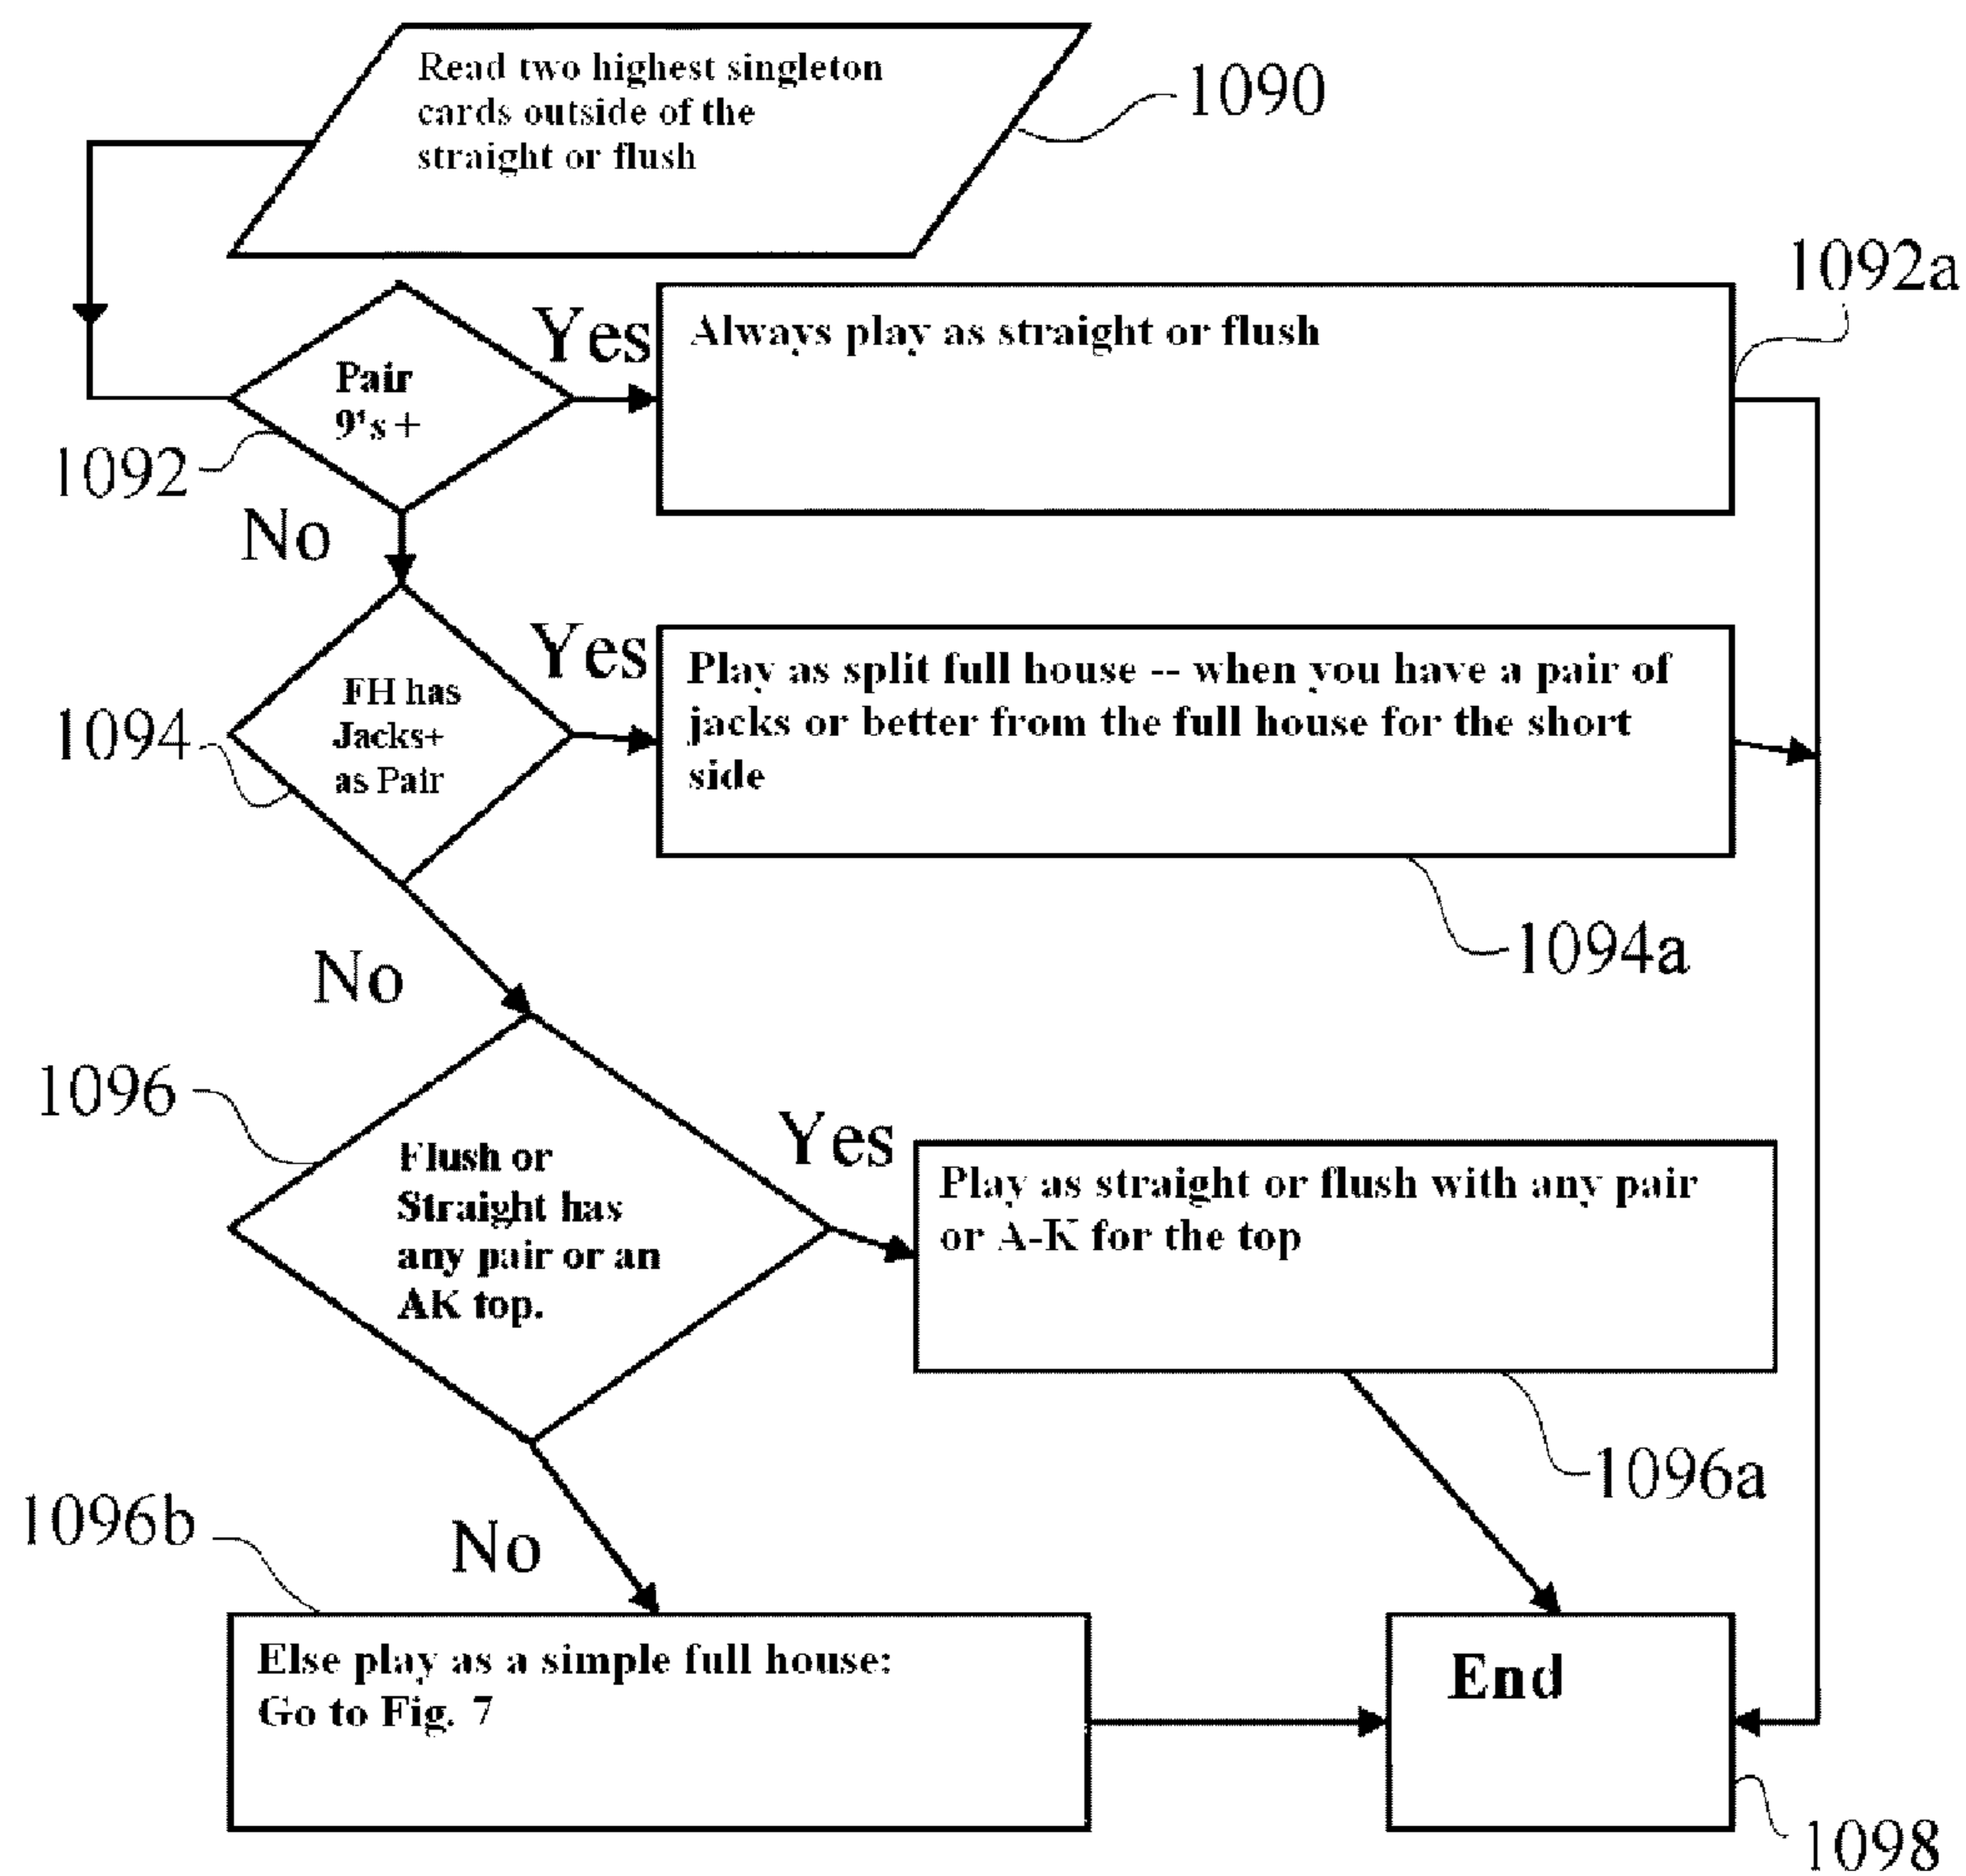 Read two highest singleton
cards outside of the
straight or flush
1090
1092a
Yes
Always play as straight or flush
Pair
9's +
1092
No
Yes
Play as split full house -- when you have a pair of
jacks or better from the full house for the short
side
FH has
Jacks+
as Pair
1094
1094a
No
1096
Yes
Flush or
Straight has
any pair or an
AK top.
Play as straight or flush with any pair
or A-K for the top
1096a
1096b
No
Else play as a simple full house:
Go to Fig. 7
End
1098